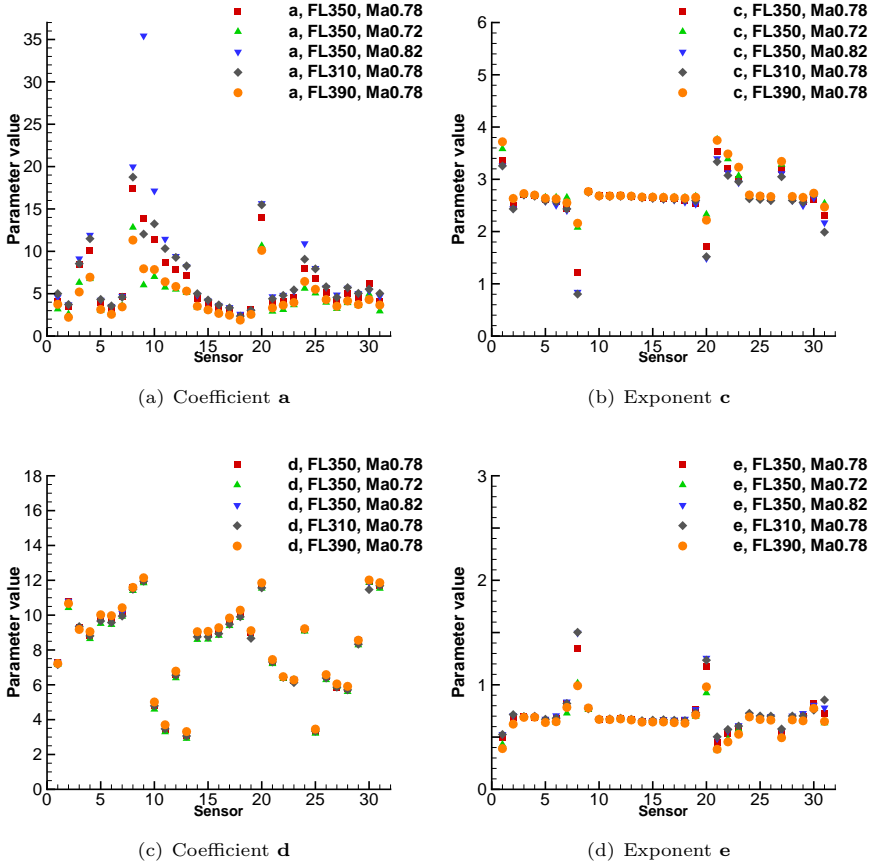 a, FL350, Ma0.78
a, FL350, Ma0.72
a, FL350, Ma0.82
a, FL310, Ma0.78
a, FL390, Ma0.78
Parameter value
35
30
25
20
15
10
5
0
0 5 10 15 20 25 30
Sensor
(a) Coefficient a
c, FL350, Ma0.78
c, FL350, Ma0.72
c, FL350, Ma0.82
c, FL310, Ma0.78
c, FL390, Ma0.78
Parameter value
6
5
4
3
2
1
0
0 5 10 15 20 25 30
Sensor
(b) Exponent c
d, FL350, Ma0.78
d, FL350, Ma0.72
d, FL350, Ma0.82
d, FL310, Ma0.78
d, FL390, Ma0.78
Parameter value
18
16
14
12
10
8
6
4
2
0
0 5 10 15 20 25 30
Sensor
(c) Coefficient d
e, FL350, Ma0.78
e, FL350, Ma0.72
e, FL350, Ma0.82
e, FL310, Ma0.78
e, FL390, Ma0.78
Parameter value
3
2
1
0
0 5 10 15 20 25 30
Sensor
(d) Exponent e